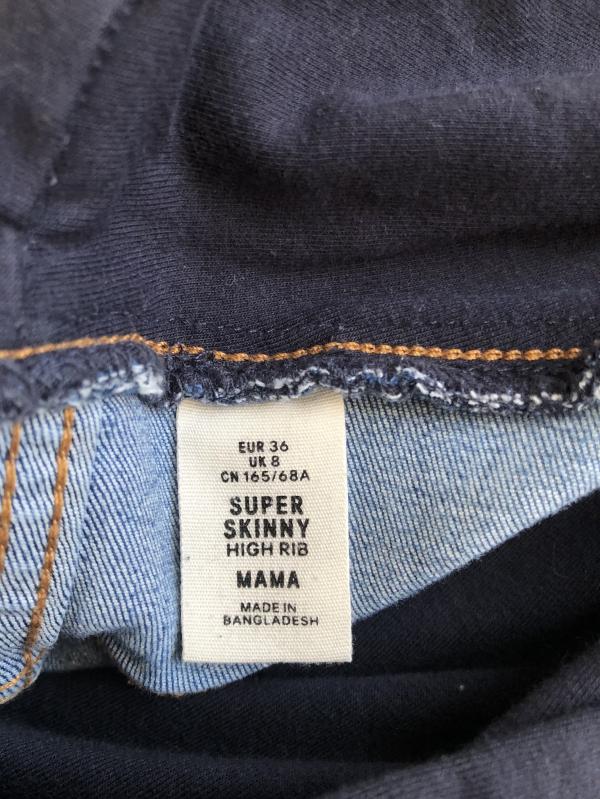 EUR 36
UK 8
CN 165/68A
SUPER
SKINNY
HIGH RIB
MAMA
MADE IN
BANGLADESH